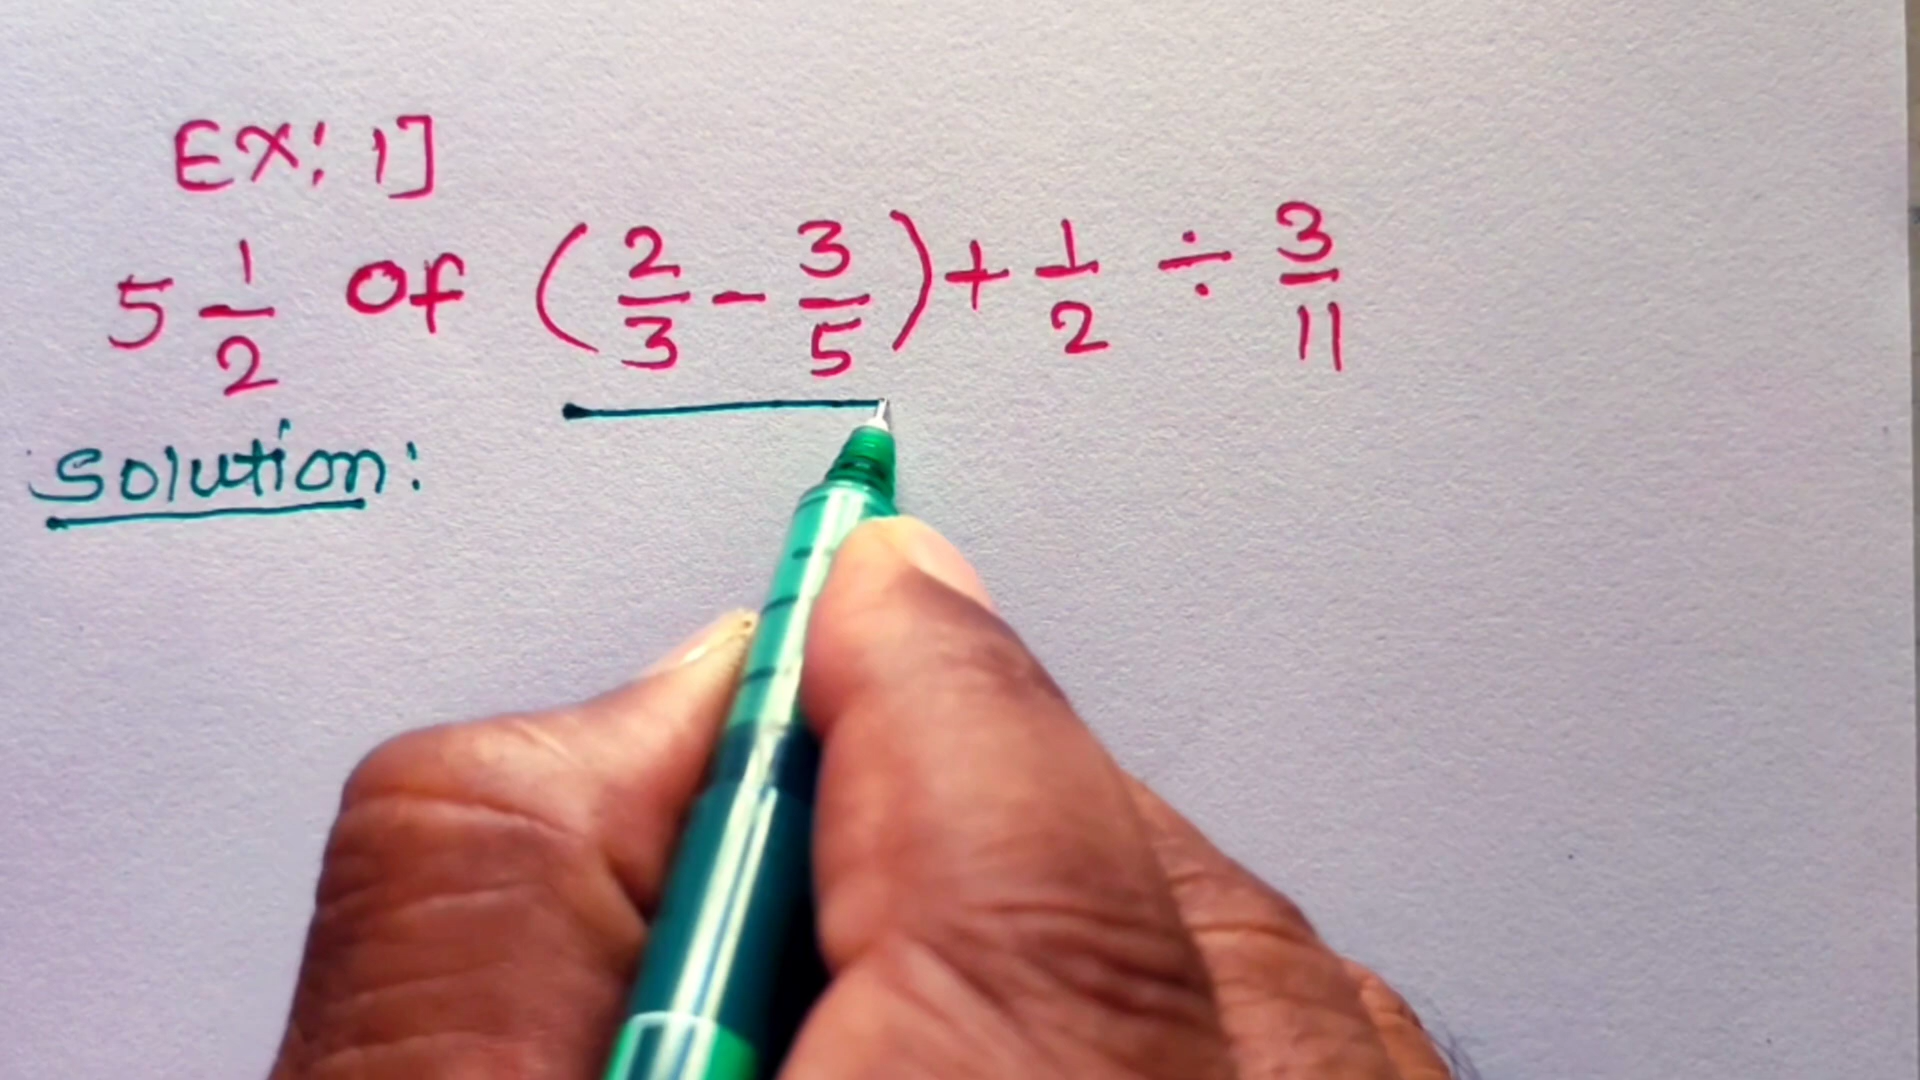 Ex: 1]
5 1/2 of (2/3 - 3/5) + 1/2 ÷ 3/11
Solution: